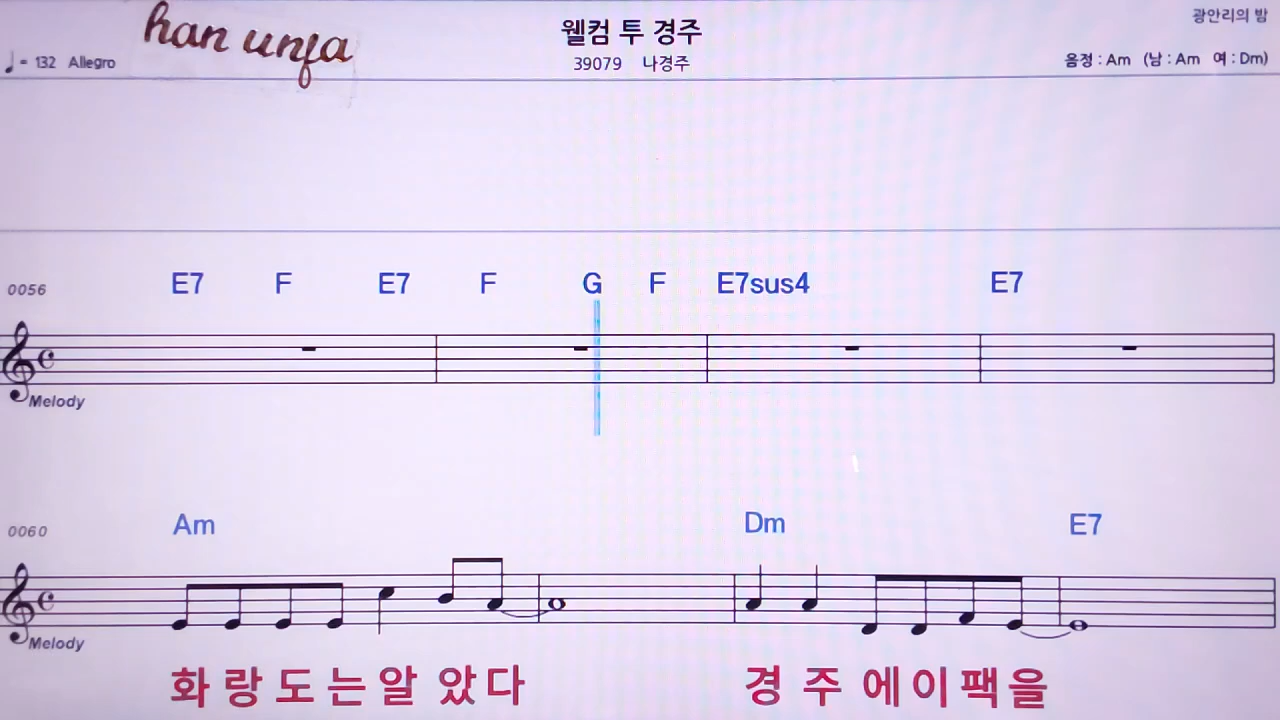 han unfa
웰컴 투 경주
광안리의 밤
♩= 132 Allegro
39079 나경주
음정 : Am (남 : Am 여 : Dm)
0056
E7 F E7 F G F E7sus4 E7
Melody
0060
Am Dm E7
Melody
화 랑 도 는 알 았 다 경 주 에 이 팩 을